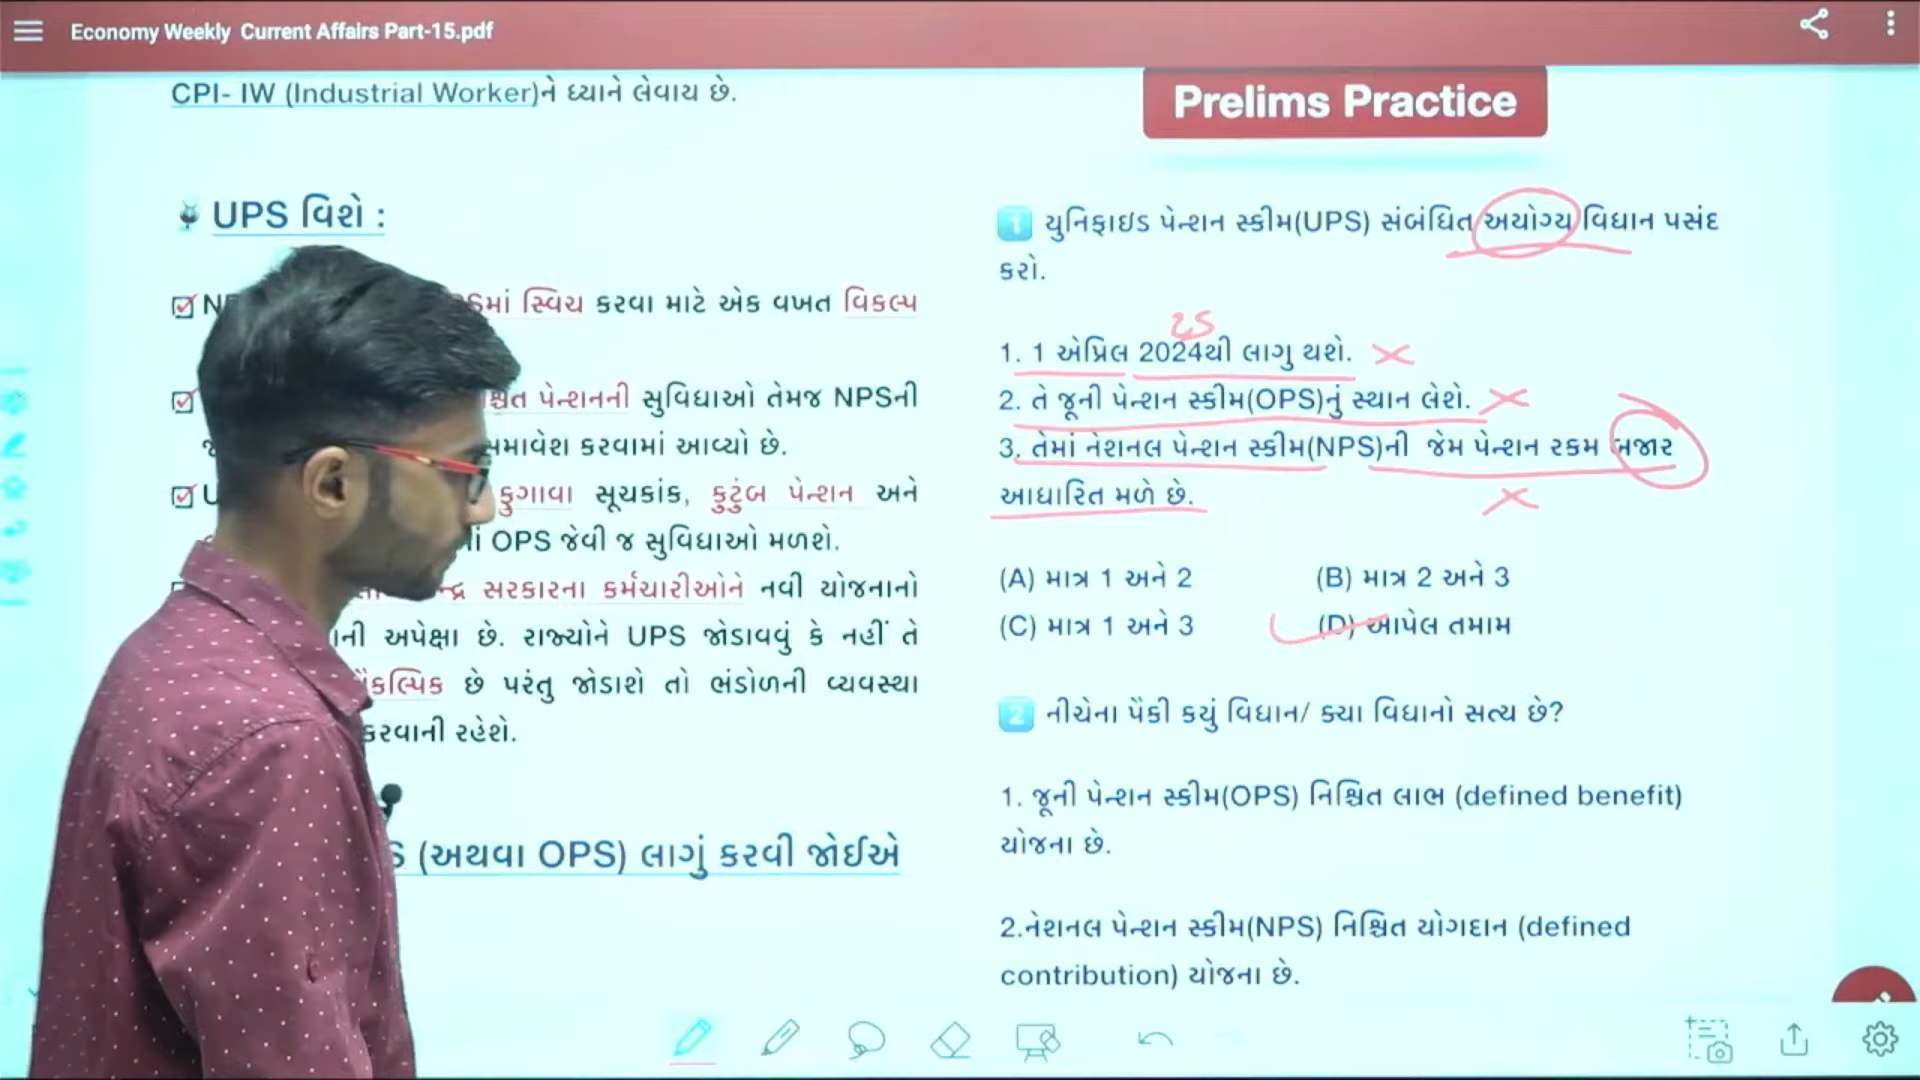 Economy Weekly Current Affairs Part-15.pdf
CPI- IW (Industrial Worker)ને ધ્યાને લેવાય છે.
UPS વિશે :
માં સ્વિચ કરવા માટે એક વખત વિકલ્પ
પેન્શનની સુવિધાઓ તેમજ NPSની
સમાવેશ કરવામાં આવ્યો છે.
ફુગાવા સૂચકાંક, કુટુંબ પેન્શન અને
OPS જેવી જ સુવિધાઓ મળશે.
સરકારના કર્મચારીઓને નવી યોજનાનો
અપેક્ષા છે. રાજ્યોને UPS જોડાવવું કે નહીં તે
છે પરંતુ જોડાશે તો ભંડોળની વ્યવસ્થા
કરવાની રહેશે.
(અથવા OPS) લાગું કરવી જોઈએ
Prelims Practice
1 યુનિફાઇડ પેન્શન સ્કીમ(UPS) સંબંધિત અયોગ્ય વિધાન પસંદ
કરો.
25
1. 1 એપ્રિલ 2024થી લાગુ થશે.
2. તે જૂની પેન્શન સ્કીમ(OPS)નું સ્થાન લેશે.
3. તેમાં નેશનલ પેન્શન સ્કીમ(NPS)ની જેમ પેન્શન રકમ બજાર
આધારિત મળે છે.
(A) માત્ર 1 અને 2 (B) માત્ર 2 અને 3
(C) માત્ર 1 અને 3 (D) આપેલ તમામ
2 નીચેના પૈકી કયું વિધાન/ ક્યા વિધાનો સત્ય છે?
1. જૂની પેન્શન સ્કીમ(OPS) નિશ્ચિત લાભ (defined benefit)
યોજના છે.
2.નેશનલ પેન્શન સ્કીમ(NPS) નિશ્ચિત યોગદાન (defined
contribution) યોજના છે.